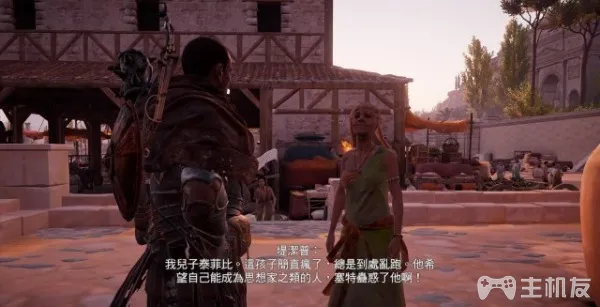 緹潔普：
我兒子泰菲比。這孩子簡直瘋了，總是到處亂跑。他希
望自己能成為思想家之類的人，塞特蠱惑了他啊！
主机友